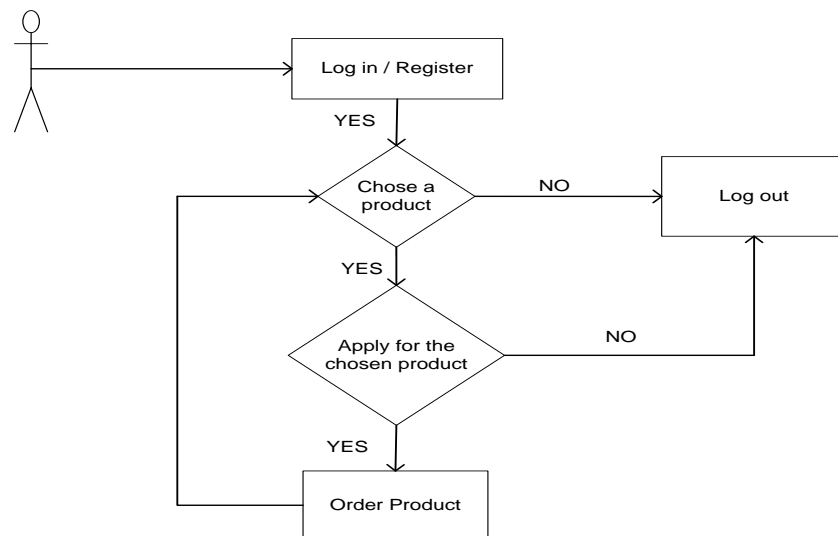 Log in / Register
YES
Chose a
product
NO
Log out
YES
Apply for the
chosen product
NO
YES
Order Product